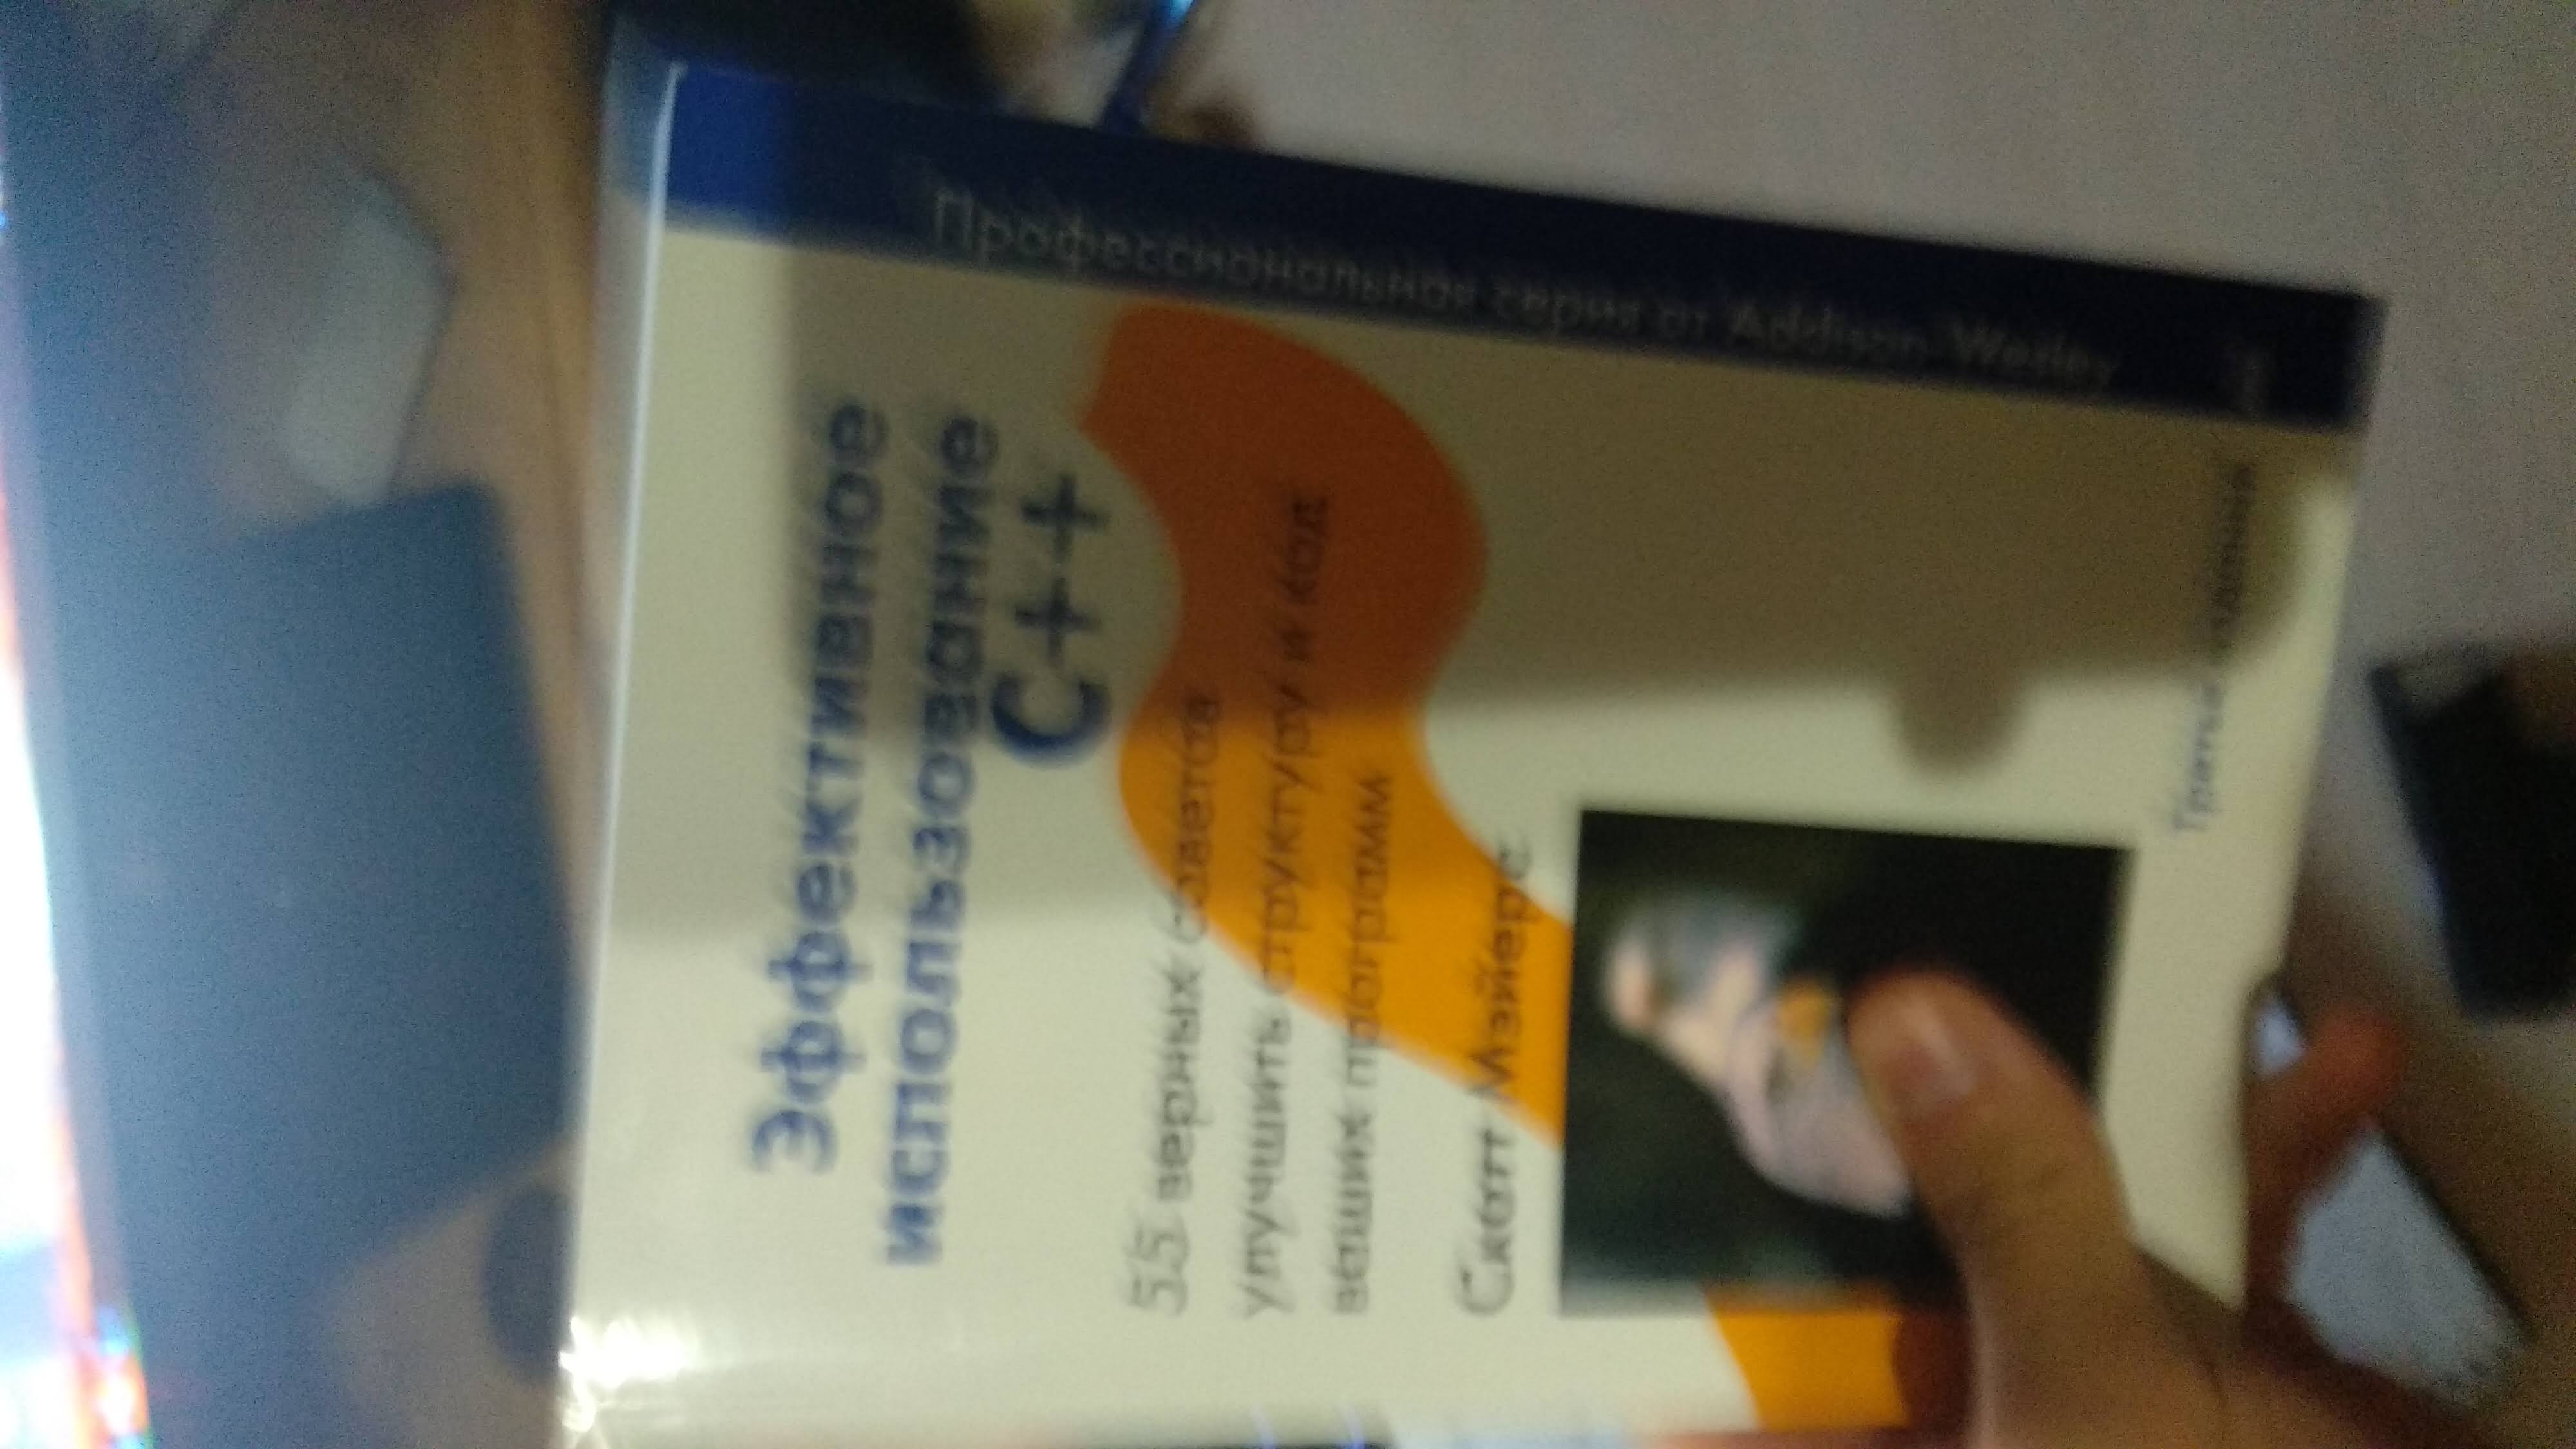 Эффективное
использование
C++
55 верных советов
улучшить структуру и код
ваших программ
Скотт Мэйерс
Третье издание
Профессиональная серия от Addison-Wesley